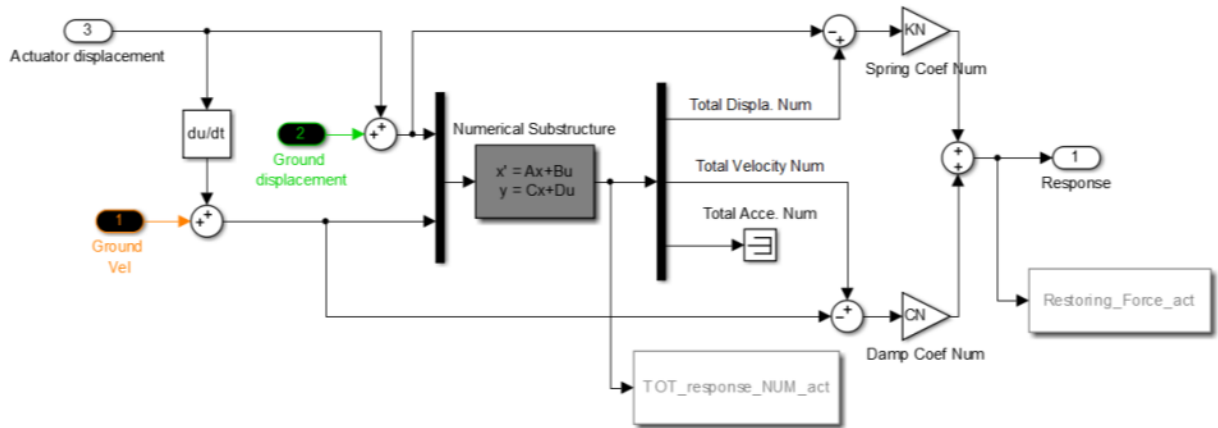 3
Actuator displacement
du/dt
2
Ground
displacement
1
Ground
Vel
Numerical Substructure
x' = Ax+Bu
y = Cx+Du
Total Displa. Num
Total Velocity Num
Total Acce. Num
KN
Spring Coef Num
CN
Damp Coef Num
1
Response
Restoring_Force_act
TOT_response_NUM_act